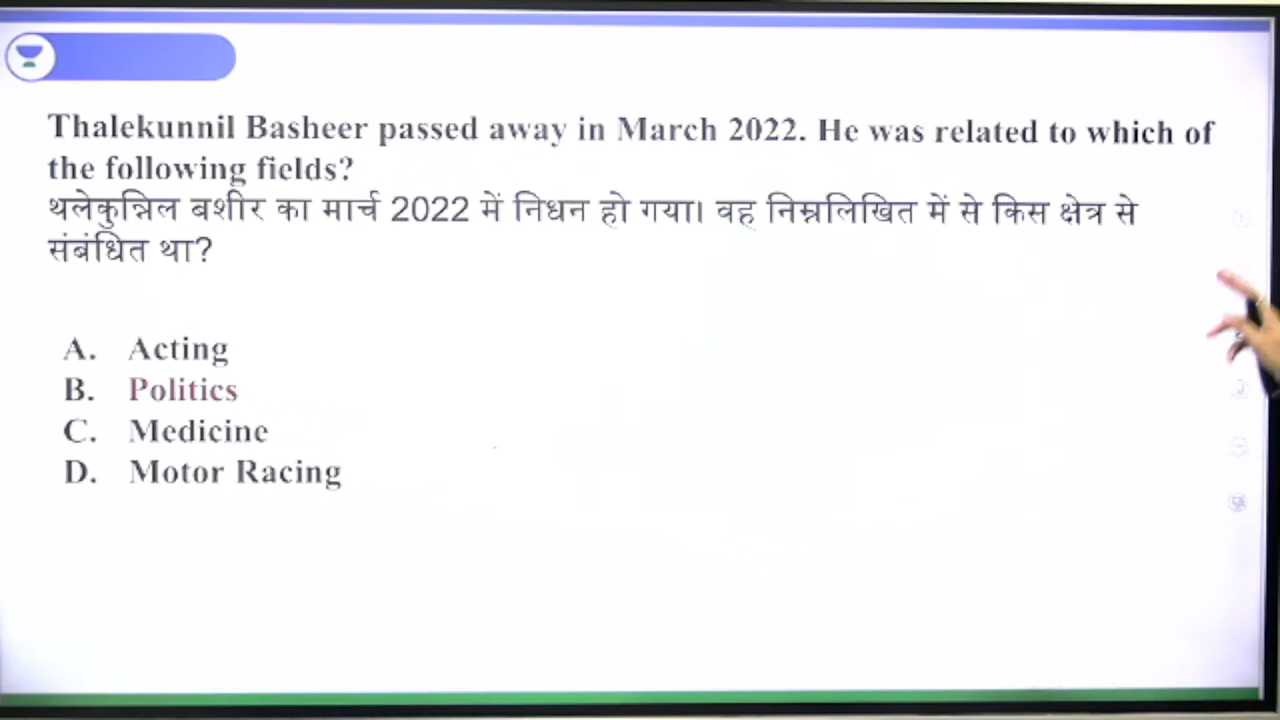 Thalekunnil Basheer passed away in March 2022. He was related to which of
the following fields?
थलेकुन्निल बशीर का मार्च 2022 में निधन हो गया। वह निम्नलिखित में से किस क्षेत्र से
संबंधित था?
A. Acting
B. Politics
C. Medicine
D. Motor Racing